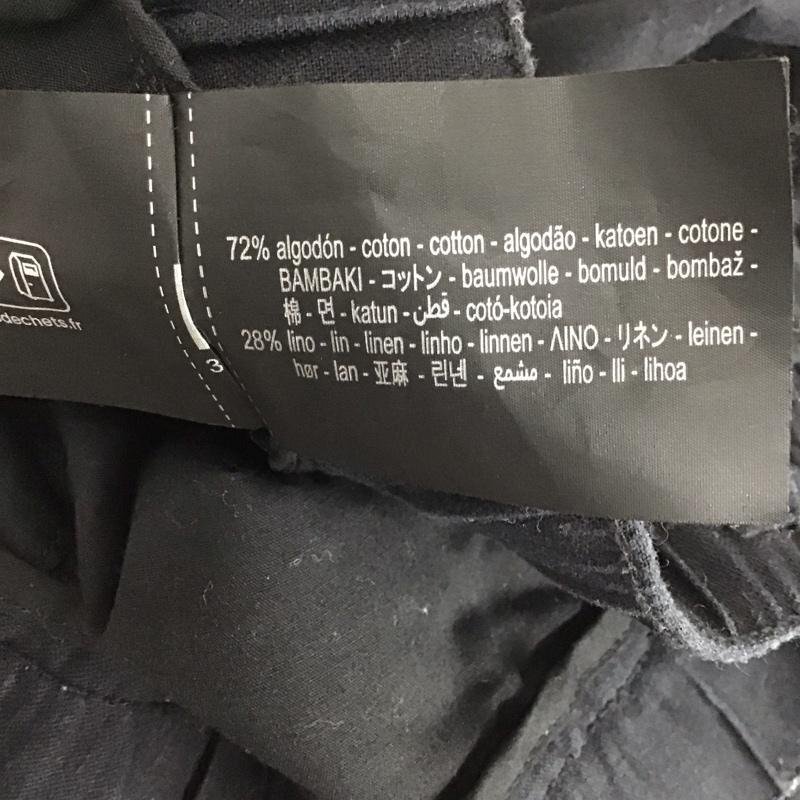 72% algodón - coton - cotton - algodão - katoen - cotone -
BAMBAKI - コットン - baumwolle - bomuld - bombaž -
棉 - 면 - katun - قطن - cotó-kotoia
28% lino - lin - linen - linho - linnen - ΛINO - リネン - leinen -
hør - lan - 亚麻 - 린넨 - مشمع - liño - lli - lihoa
dechets.fr
3